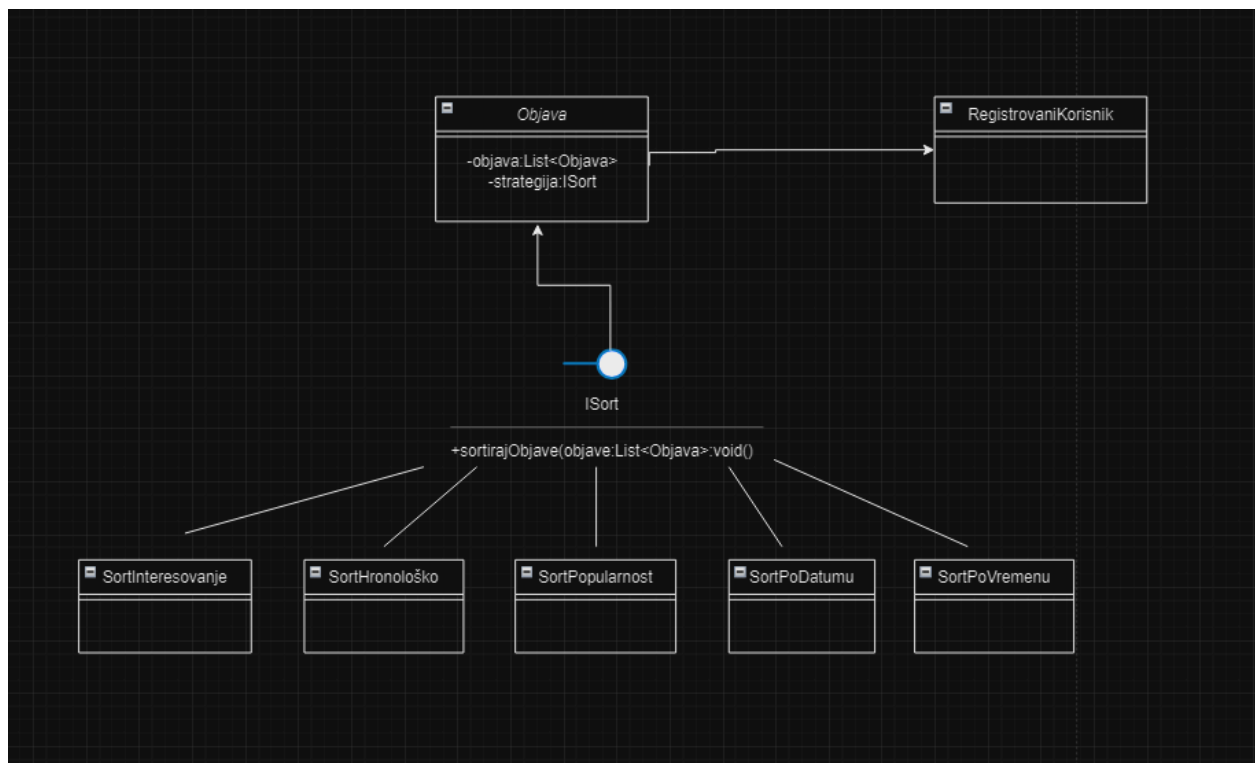 Objava
RegistrovaniKorisnik
-objava:List<Objava>
-strategija:ISort
ISort
+sortirajObjave(objave:List<Objava>:void()
SortInteresovanje
SortHronološko
SortPopularnost
SortPoDatumu
SortPoVremenu